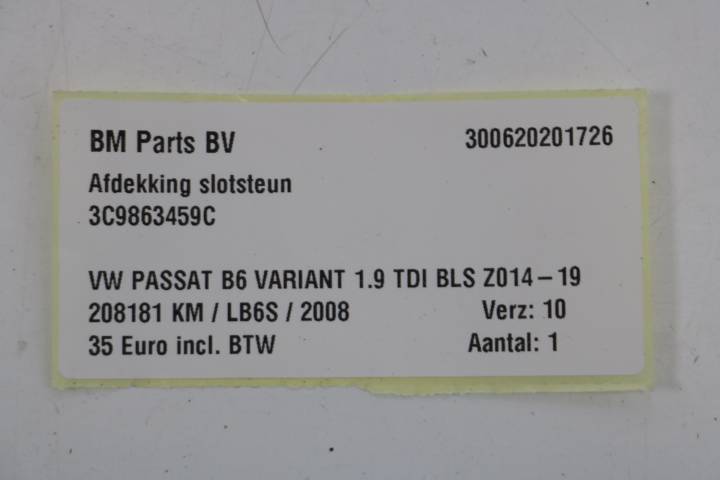 BM Parts BV 300620201726
Afdekking slotsteun
3C9863459C
VW PASSAT B6 VARIANT 1.9 TDI BLS Z014-19
208181 KM / LB6S / 2008 Verz: 10
35 Euro incl. BTW Aantal: 1